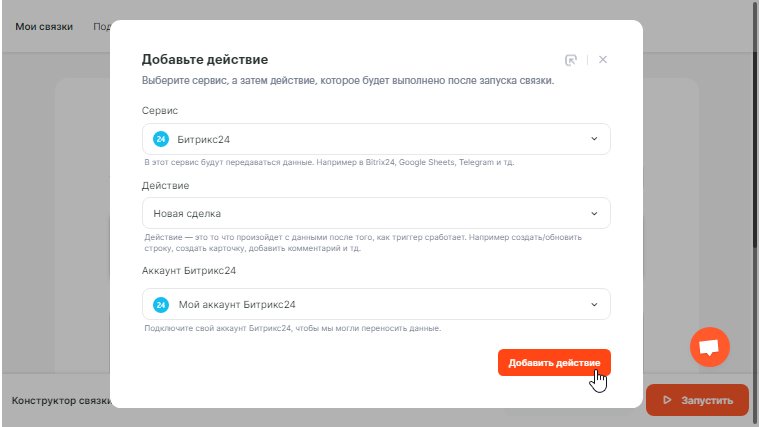 Мои связки
Под
Добавьте действие
Выберите сервис, а затем действие, которое будет выполнено после запуска связки.
Сервис
24 Битрикс24
В этот сервис будут передаваться данные. Например в Bitrix24, Google Sheets, Telegram и тд.
Действие
Новая сделка
Действие — это то что произойдет с данными после того, как триггер сработает. Например создать/обновить
строку, создать карточку, добавить комментарий и тд.
Аккаунт Битрикс24
24 Мой аккаунт Битрикс24
Подключите свой аккаунт Битрикс24, чтобы мы могли переносить данные.
Добавить действие
Конструктор связки
Запустить